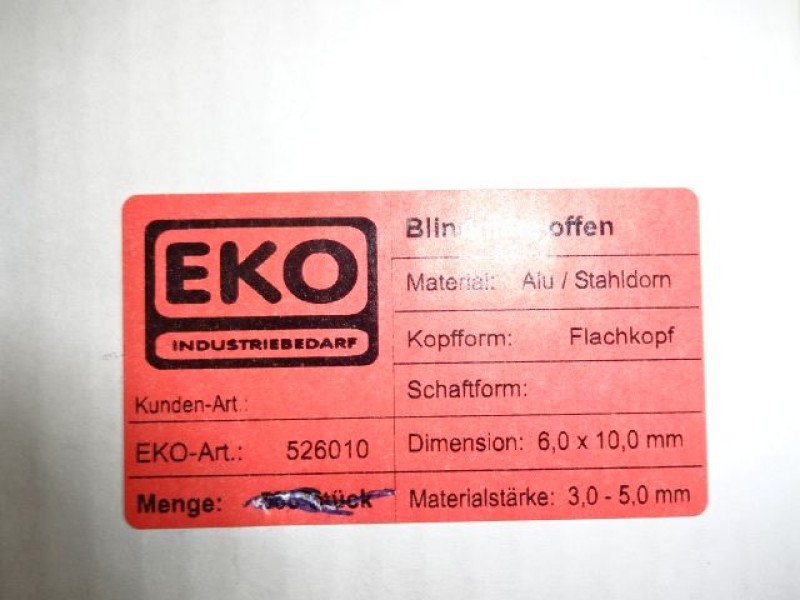 EKO
INDUSTRIEBEDARF
Kunden-Art.:
EKO-Art.: 526010
Menge: Stück
offen
Material: Alu / Stahldorn
Kopfform: Flachkopf
Schaftform:
Dimension: 6,0 x 10,0 mm
Materialstärke: 3,0 - 5,0 mm